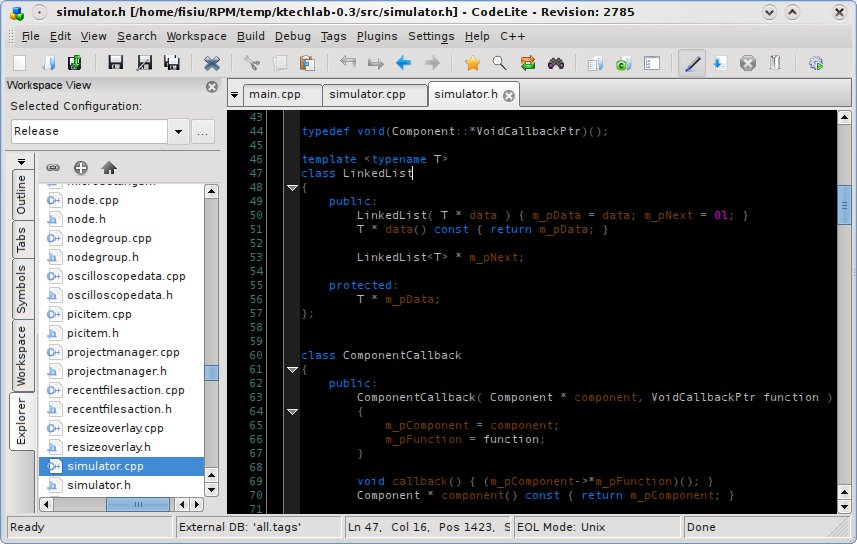 simulator.h [/home/fisiu/RPM/temp/ktechlab-0.3/src/simulator.h] - CodeLite - Revision: 2785
File Edit View Search Workspace Build Debug Tags Plugins Settings Help C++
Workspace View
Selected Configuration:
Release
...
Outline
Tabs
Symbols
Workspace
Explorer
node.cpp
node.h
nodegroup.cpp
nodegroup.h
oscilloscopedata.cpp
oscilloscopedata.h
picitem.cpp
picitem.h
projectmanager.cpp
projectmanager.h
recentfilesaction.cpp
recentfilesaction.h
resizeoverlay.cpp
resizeoverlay.h
simulator.cpp
simulator.h
main.cpp simulator.cpp simulator.h
43
44 typedef void(Component::*VoidCallbackPtr)();
45
46 template <typename T>
47 class LinkedList
48 {
49 public:
50 LinkedList( T * data ) { m_pData = data; m_pNext = 0l; }
51 T * data() const { return m_pData; }
52
53 LinkedList<T> * m_pNext;
54
55 protected:
56 T * m_pData;
57 };
58
59
60 class ComponentCallback
61 {
62 public:
63 ComponentCallback( Component * component, VoidCallbackPtr function )
64 {
65 m_pComponent = component;
66 m_pFunction = function;
67 }
68
69 void callback() { (m_pComponent->*m_pFunction)(); }
70 Component * component() const { return m_pComponent; }
71
Ready External DB: 'all.tags' Ln 47, Col 16, Pos 1423, S EOL Mode: Unix Done